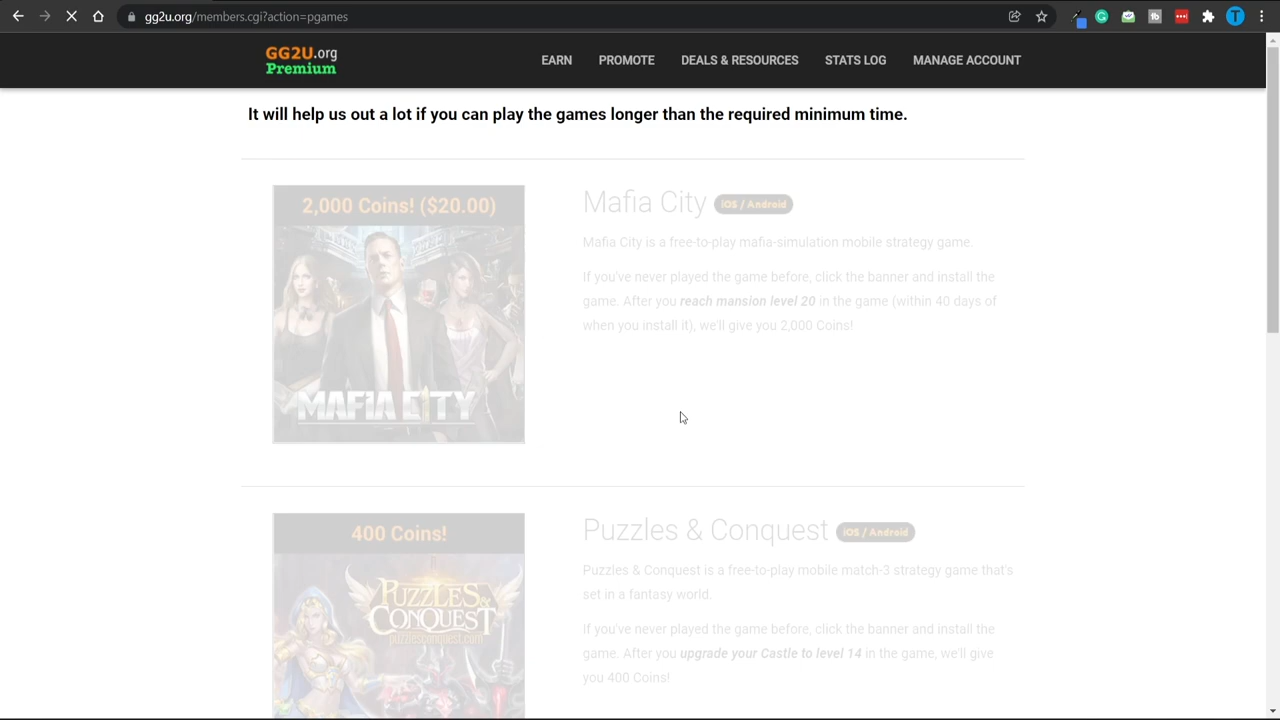 gg2u.org/members.cgi?action=pgames
T
GG2U.org
Premium
EARN PROMOTE DEALS & RESOURCES STATS LOG MANAGE ACCOUNT
It will help us out a lot if you can play the games longer than the required minimum time.
2,000 Coins! ($20.00)
MAFIA CITY
Mafia City iOS / Android
Mafia City is a free-to-play mafia-simulation mobile strategy game.
If you've never played the game before, click the banner and install the
game. After you reach mansion level 20 in the game (within 40 days of
when you install it), we'll give you 2,000 Coins!
400 Coins!
PUZZLES &
CONQUEST
puzzlesconquest.com
Puzzles & Conquest iOS / Android
Puzzles & Conquest is a free-to-play mobile match-3 strategy game that's
set in a fantasy world.
If you've never played the game before, click the banner and install the
game. After you upgrade your Castle to level 14 in the game, we'll give
you 400 Coins!